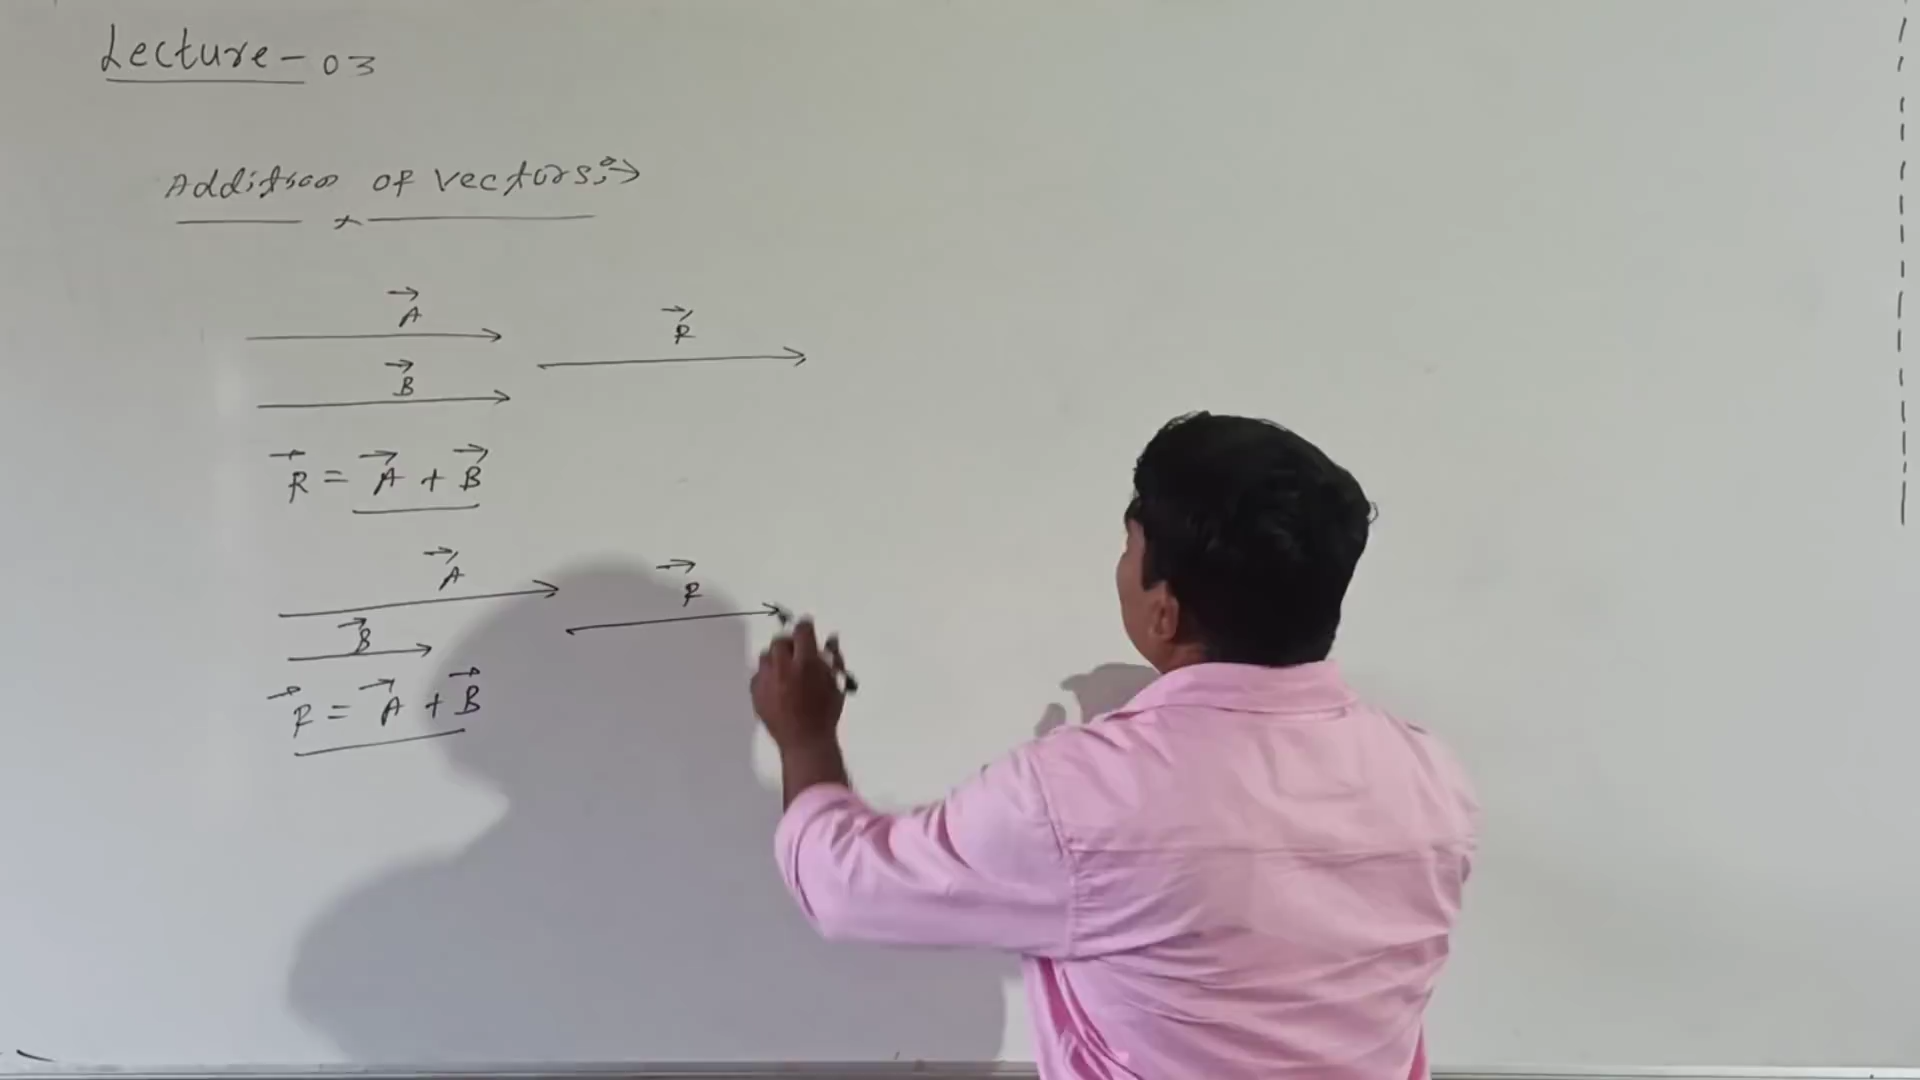 Lecture - 03
Addition of vectors:→
→A
→R
→B
→R = →A + →B
→A
→R
→B
→R = →A + →B